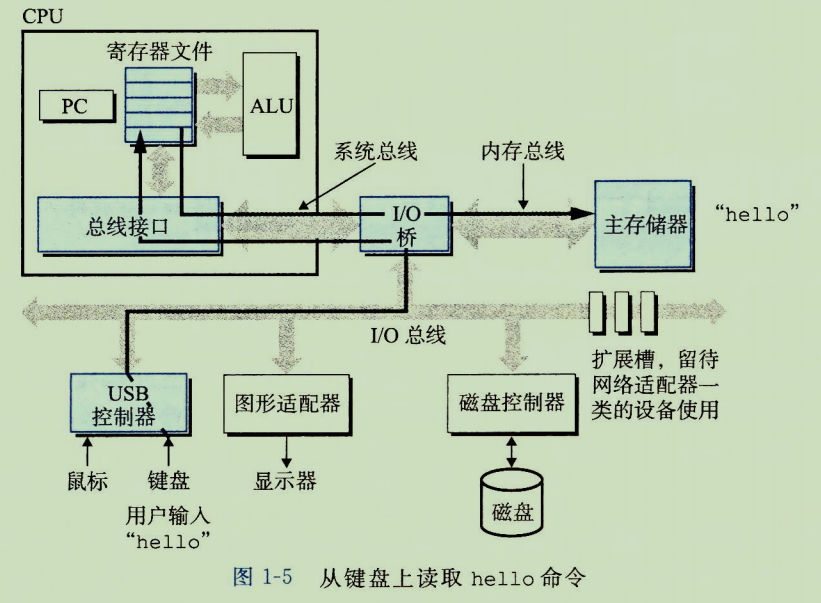 CPU
寄存器文件
PC
ALU
系统总线
内存总线
总线接口
I/O
桥
主存储器
“hello”
I/O 总线
扩展槽，留待
网络适配器一
类的设备使用
USB
控制器
图形适配器
磁盘控制器
鼠标
键盘
显示器
磁盘
用户输入
“hello”
图 1-5 从键盘上读取 hello 命令